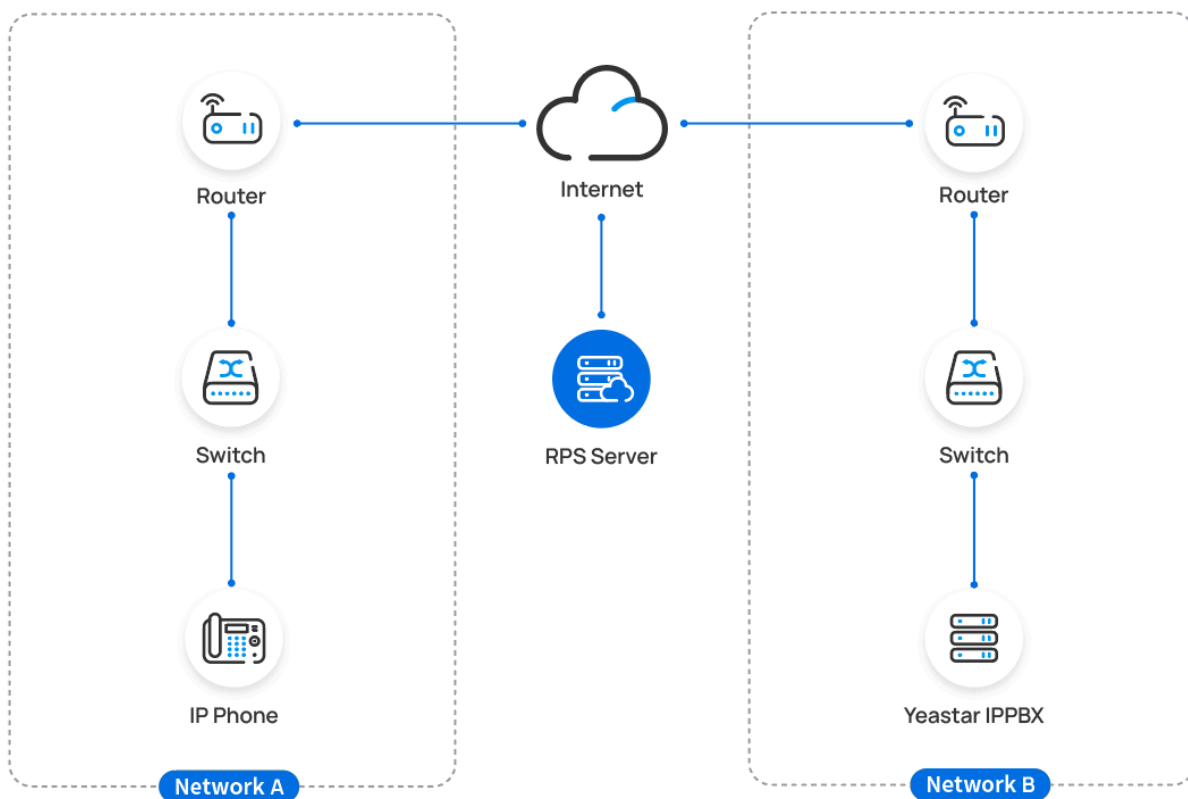 Router
Internet
Router
Switch
RPS Server
Switch
IP Phone
Yeastar IPPBX
Network A
Network B